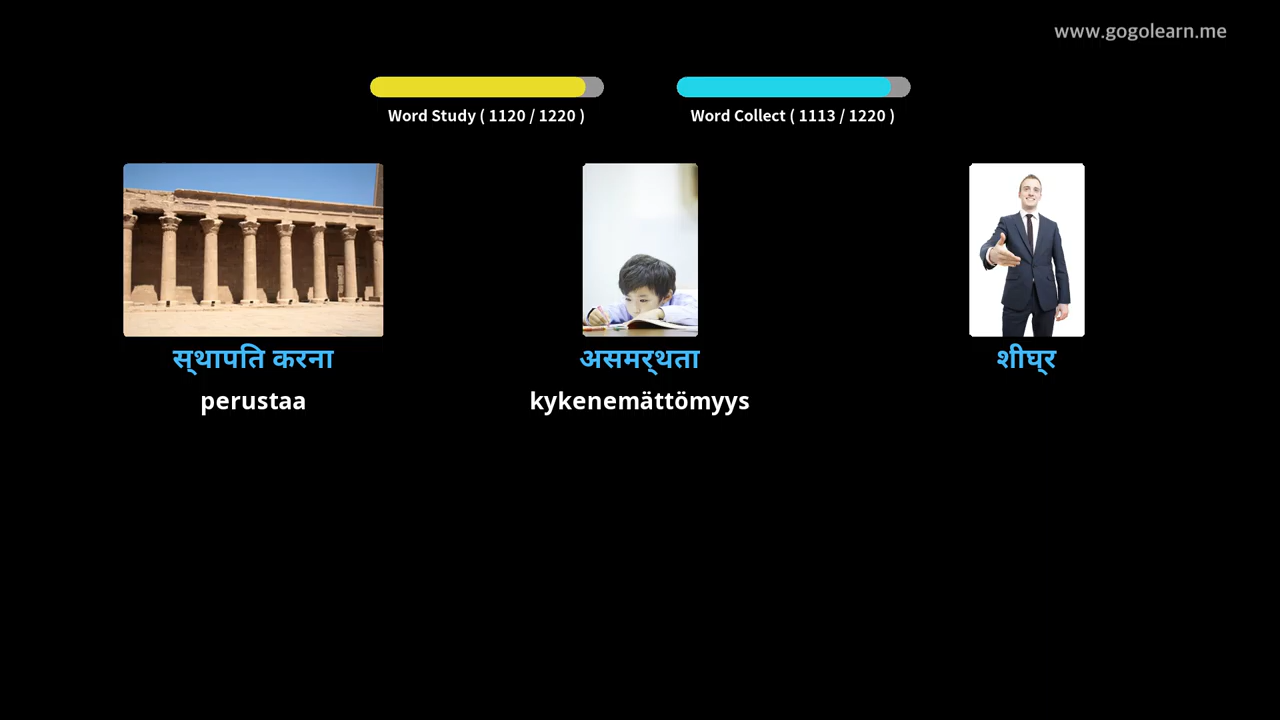 www.gogolearn.me
Word Study ( 1120 / 1220 )
Word Collect ( 1113 / 1220 )
स्थापति करना
असमर्थता
शीघ्र
perustaa
kykenemättömyys